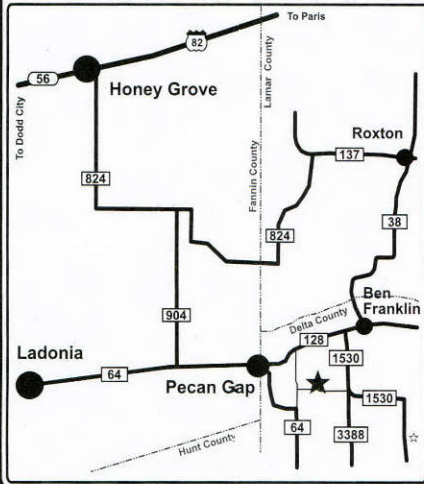 To Paris
82
56
Honey Grove
To Dodd City
Lamar County
Fannin County
Roxton
137
824
38
824
904
Ben
Franklin
Delta County
128
Ladonia
1530
64
Pecan Gap
1530
64
3388
Hunt County